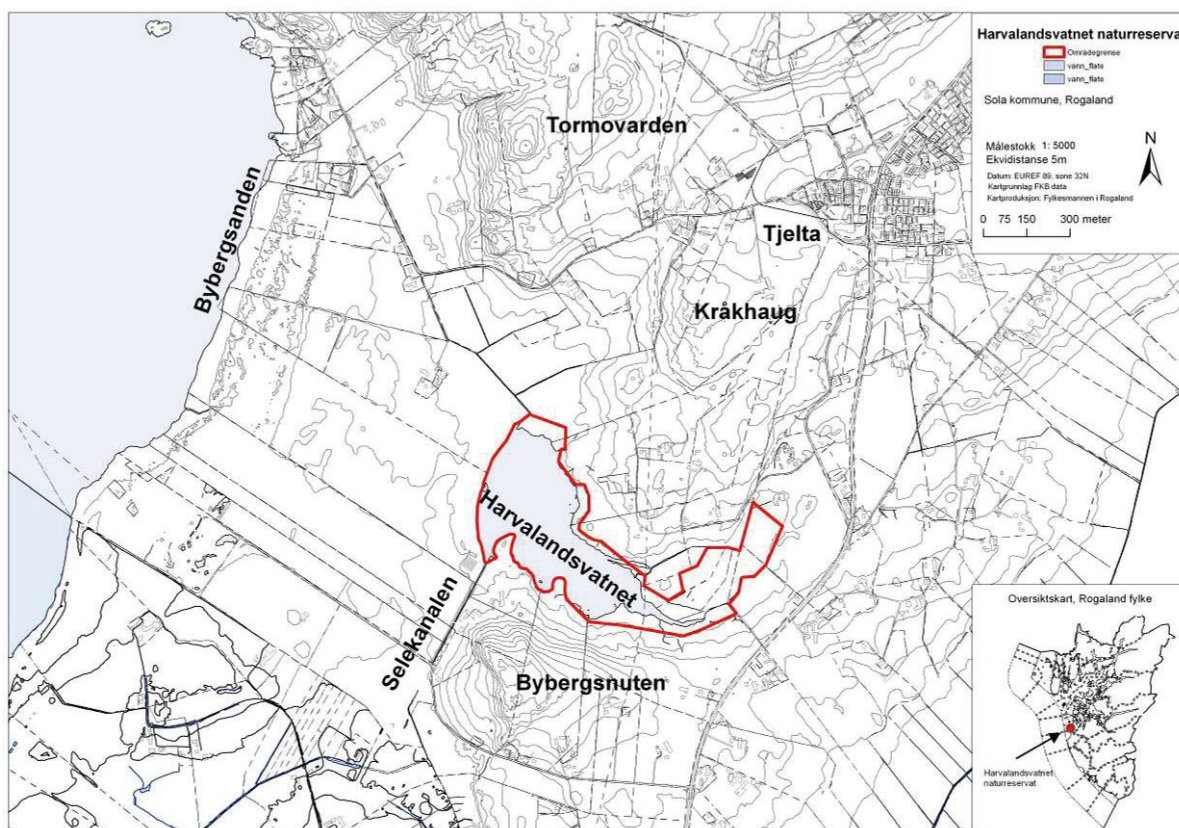 Harvalandsvatnet naturreserva
Områdegrense
vann_flate
vann_flate
Sola kommune, Rogaland
N
Målestokk 1: 5000
Ekvidistanse 5m
Datum: EUREF 89, sone 32N
Kartgrunnlag FKB data
Kartproduksjon: Fylkesmannen i Rogaland
0 75 150 300 meter
Tormovarden
Bybergsanden
Tjelta
Kråkhaug
Harvalandsvatnet
Selekanalen
Bybergsnuten
Oversiktskart, Rogaland fylke
Harvalandsvatnet
naturreservat